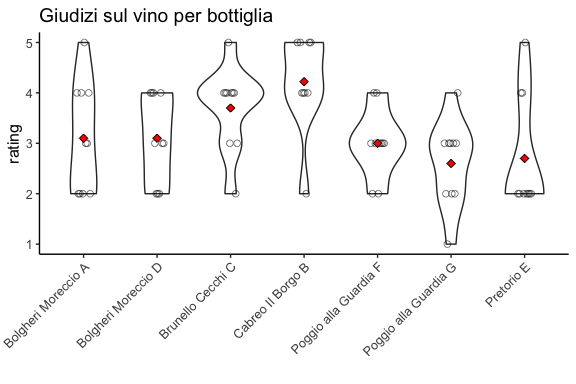 Giudizi sul vino per bottiglia
rating
5
4
3
2
1
Bolgheri Moreccio A
Bolgheri Moreccio D
Brunello Cecchi C
Cabreo Il Borgo B
Poggio alla Guardia F
Poggio alla Guardia G
Pretorio E